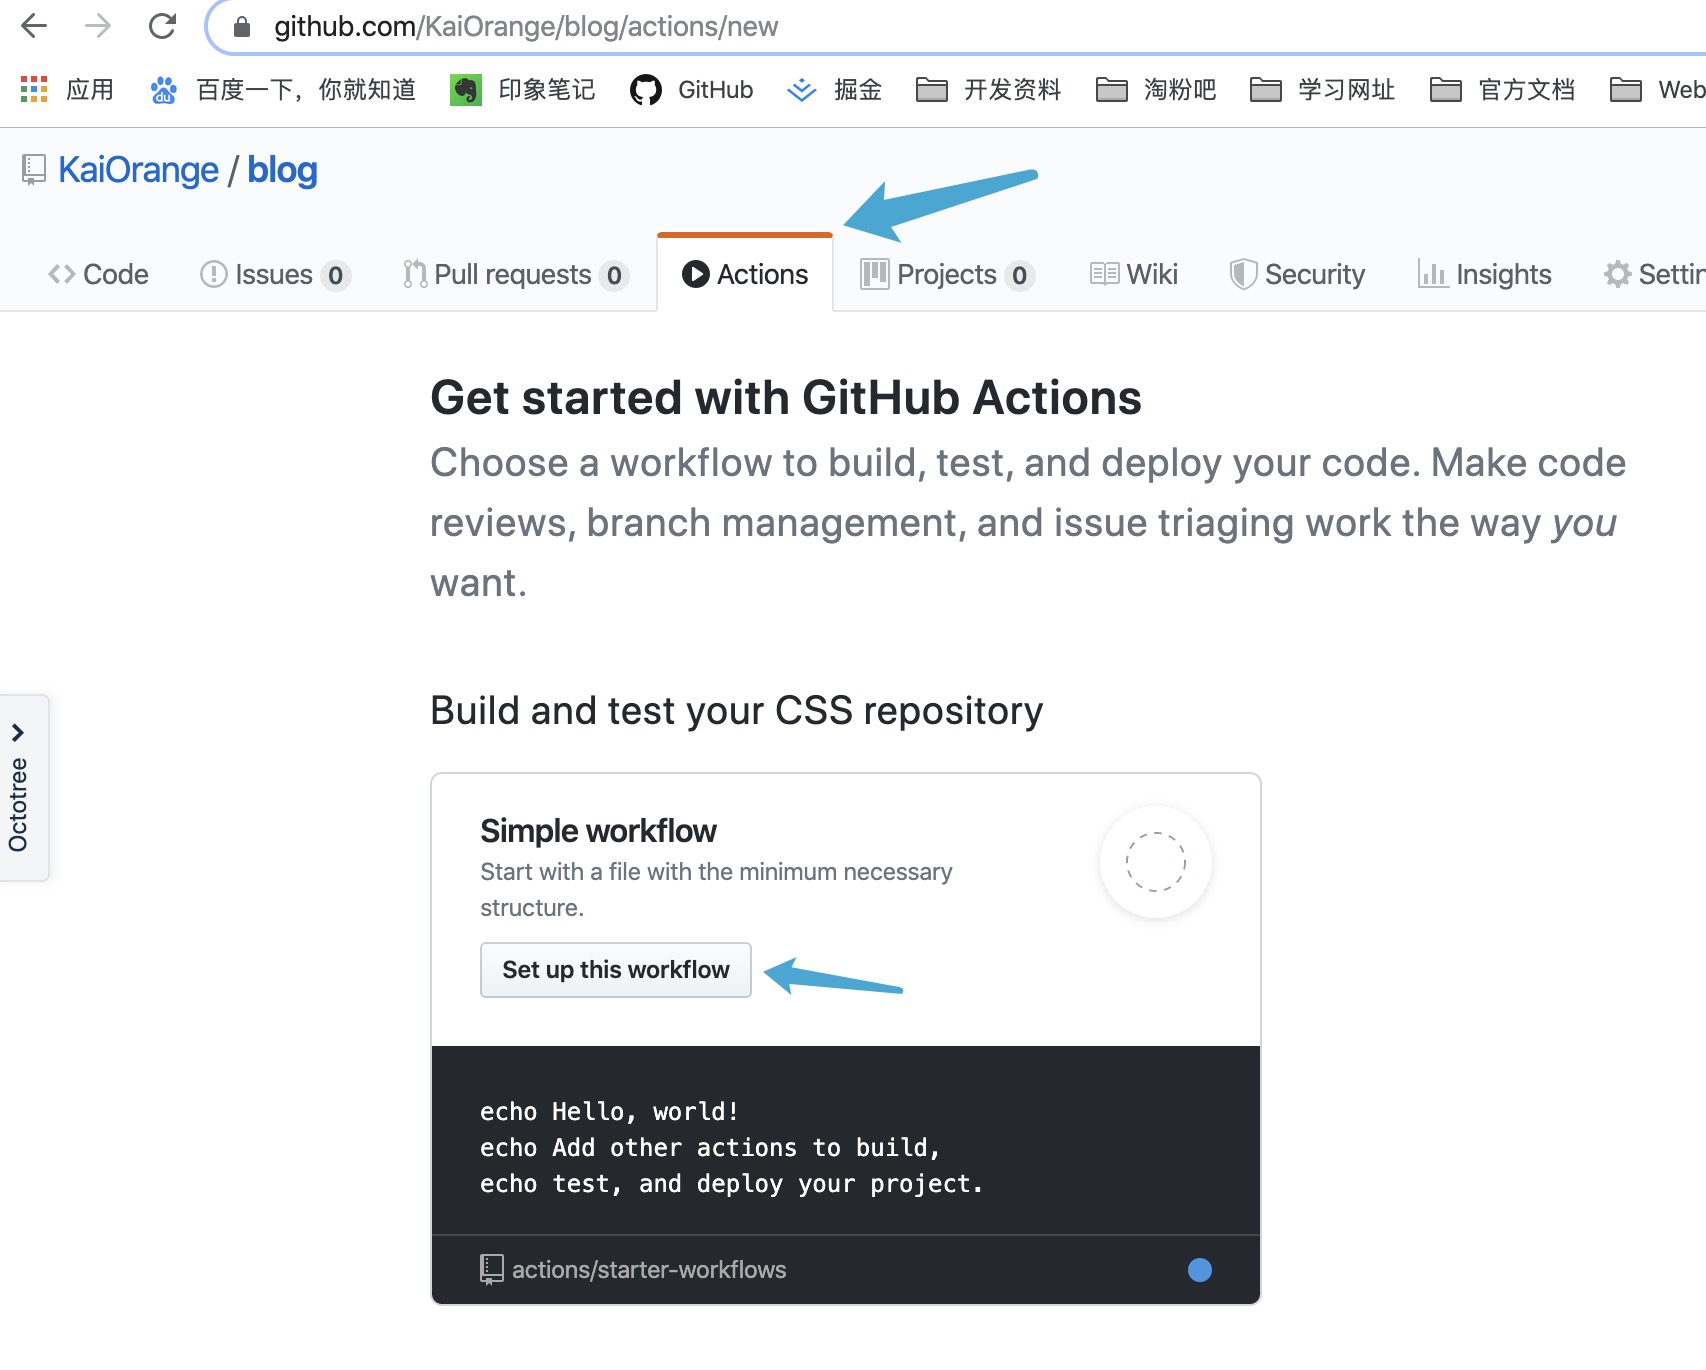 github.com/KaiOrange/blog/actions/new
应用 百度一下，你就知道 印象笔记 GitHub 掘金 开发资料 淘粉吧 学习网址 官方文档 Web
KaiOrange / blog
Code Issues 0 Pull requests 0 Actions Projects 0 Wiki Security Insights Settin
Get started with GitHub Actions
Choose a workflow to build, test, and deploy your code. Make code
reviews, branch management, and issue triaging work the way you
want.
Build and test your CSS repository
Octotree
Simple workflow
Start with a file with the minimum necessary
structure.
Set up this workflow
echo Hello, world!
echo Add other actions to build,
echo test, and deploy your project.
actions/starter-workflows